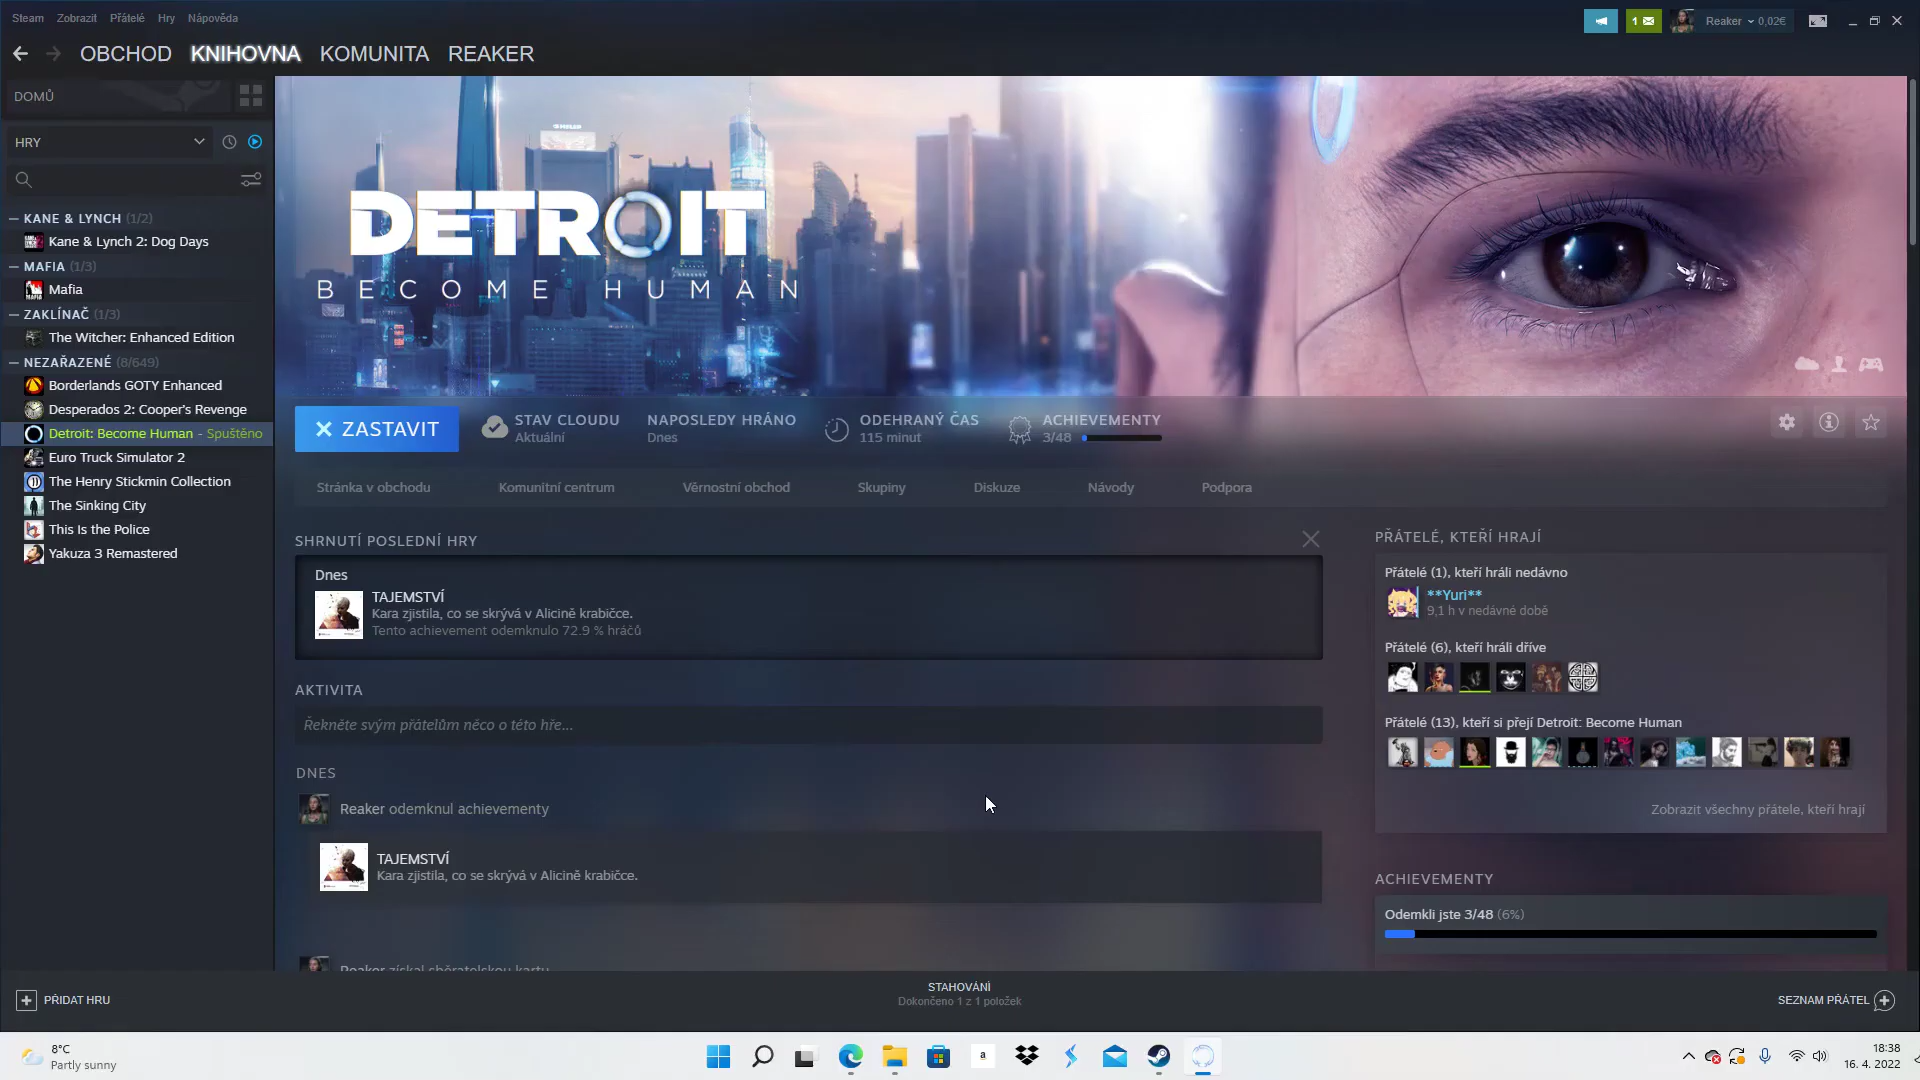 Steam Zobrazit Přátelé Hry Nápověda
1
Reaker 0,02€
OBCHOD KNIHOVNA KOMUNITA REAKER
DOMŮ
HRY
KANE & LYNCH (1/2)
Kane & Lynch 2: Dog Days
MAFIA (1/3)
Mafia
ZAKLÍNAČ (1/3)
The Witcher: Enhanced Edition
NEZAŘAZENÉ (8/649)
Borderlands GOTY Enhanced
Desperados 2: Cooper's Revenge
Detroit: Become Human - Spuštěno
Euro Truck Simulator 2
The Henry Stickmin Collection
The Sinking City
This Is the Police
Yakuza 3 Remastered
DETROIT
BECOME HUMAN
ZASTAVIT
STAV CLOUDU
Aktuální
NAPOSLEDY HRÁNO
Dnes
ODEHRANÝ ČAS
115 minut
ACHIEVEMENTY
3/48
Stránka v obchodu Komunitní centrum Věrnostní obchod Skupiny Diskuze Návody Podpora
SHRNUTÍ POSLEDNÍ HRY
Dnes
TAJEMSTVÍ
Kara zjistila, co se skrývá v Alicině krabičce.
Tento achievement odemknulo 72.9 % hráčů
AKTIVITA
Řekněte svým přátelům něco o této hře...
DNES
Reaker odemknul achievementy
TAJEMSTVÍ
Kara zjistila, co se skrývá v Alicině krabičce.
Reaker získal sběratelskou kartu
PŘÁTELÉ, KTEŘÍ HRAJÍ
Přátelé (1), kteří hráli nedávno
**Yuri**
9,1 h v nedávné době
Přátelé (6), kteří hráli dříve
Přátelé (13), kteří si přejí Detroit: Become Human
Zobrazit všechny přátele, kteří hrají
ACHIEVEMENTY
Odemkli jste 3/48 (6%)
PŘIDAT HRU
STAHOVÁNÍ
Dokončeno 1 z 1 položek
SEZNAM PŘÁTEL
8°C
Partly sunny
a
18:38
16. 4. 2022